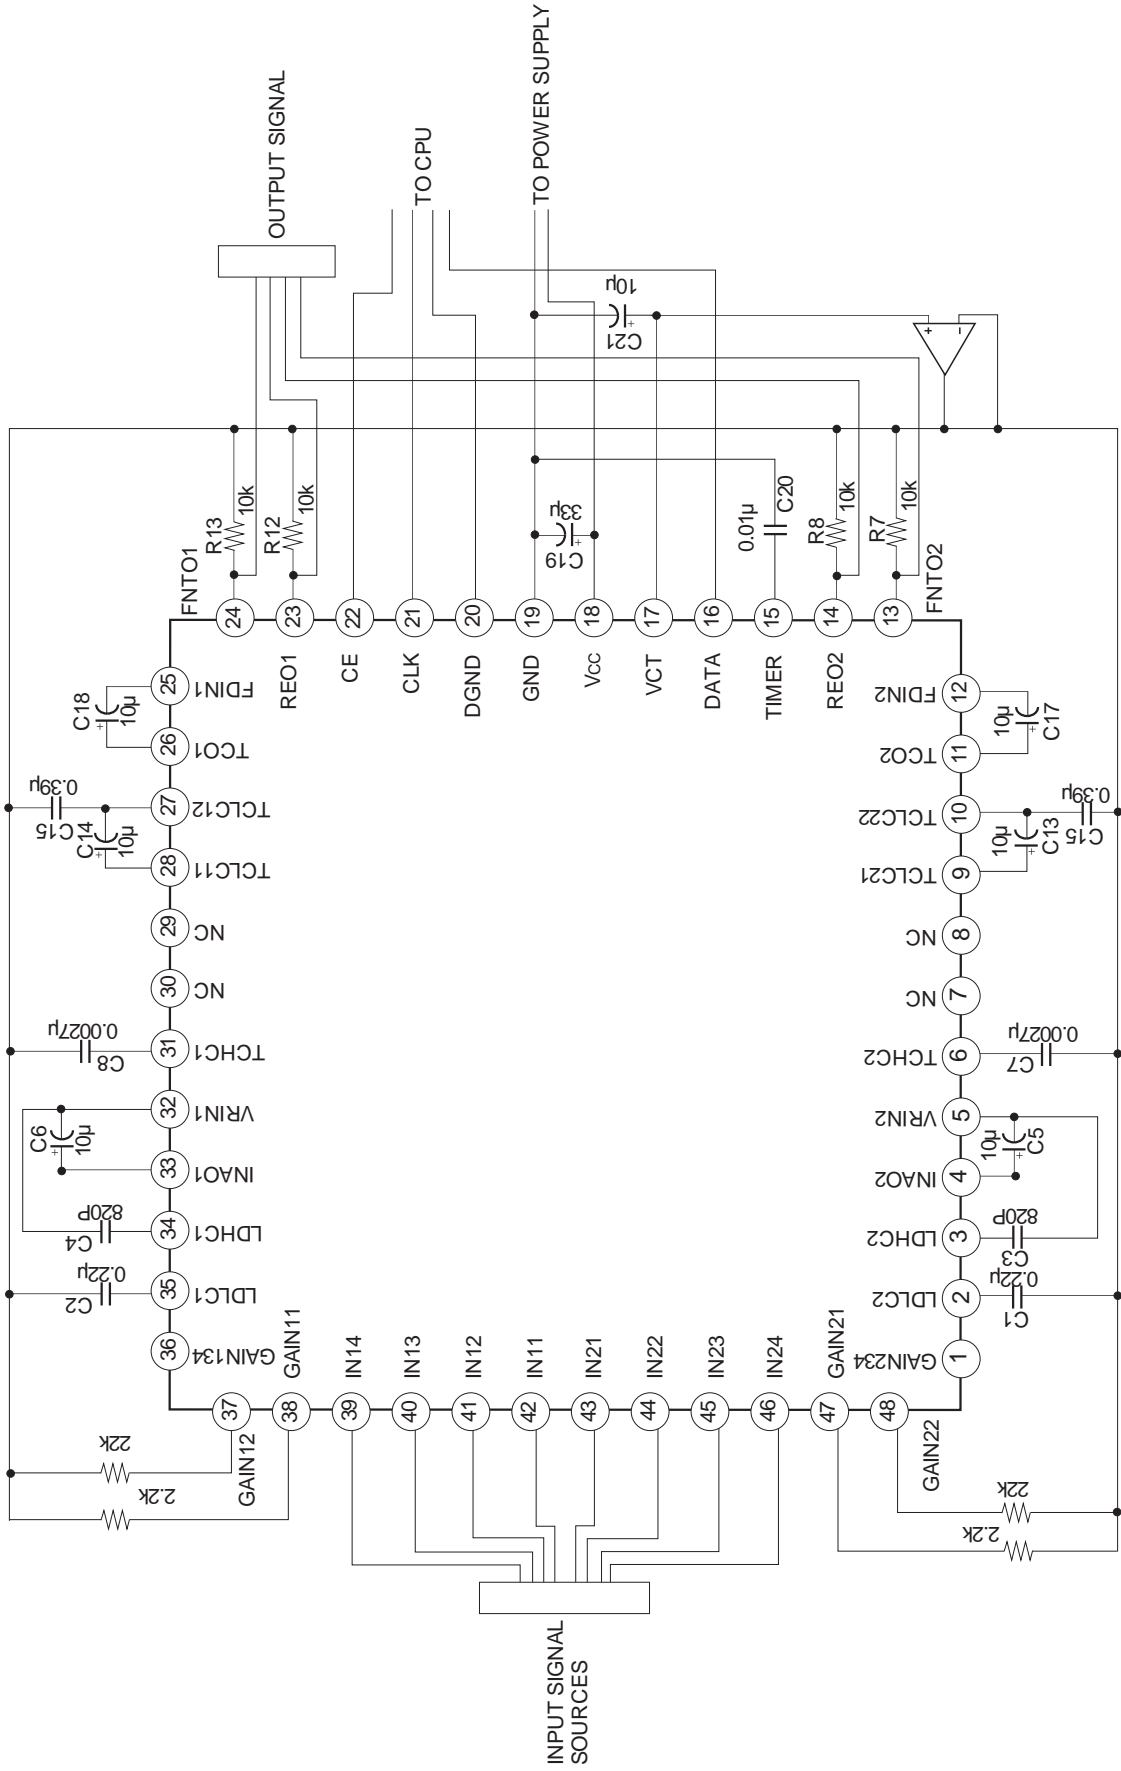 OUTPUT SIGNAL
TO CPU
TO POWER SUPPLY
10µ
C21
+
+
−
R13
10k
R12
10k
33µ
C19
+
0.01µ
C20
R8
10k
R7
10k
FNTO1
FNTO2
24
23
22
21
20
19
18
17
16
15
14
13
REO1
CE
CLK
DGND
GND
VCC
VCT
DATA
TIMER
REO2
C18
10µ
+
25
FDIN1
26
TCO1
0.39µ
C15
27
TCLC12
C14
10µ
+
28
TCLC11
29
NC
30
NC
0.0027µ
C8
31
TCHC1
32
VRIN1
C6
10µ
+
33
INAO1
820P
C4
34
LDHC1
0.22µ
C2
35
LDLC1
36
GAIN134
FDIN2
12
10µ
C17
+
TCO2
11
TCLC22
10
0.39µ
C15
10µ
C13
+
TCLC21
9
NC
8
NC
7
TCHC2
6
0.0027µ
C7
VRIN2
5
10µ
C5
+
INAO2
4
LDHC2
3
820P
C3
LDLC2
2
0.22µ
C1
GAIN234
1
GAIN11
IN14
IN13
IN12
IN11
IN21
IN22
IN23
IN24
GAIN21
37
38
39
40
41
42
43
44
45
46
47
48
GAIN12
GAIN22
22k
2.2k
22k
2.2k
INPUT SIGNAL
SOURCES